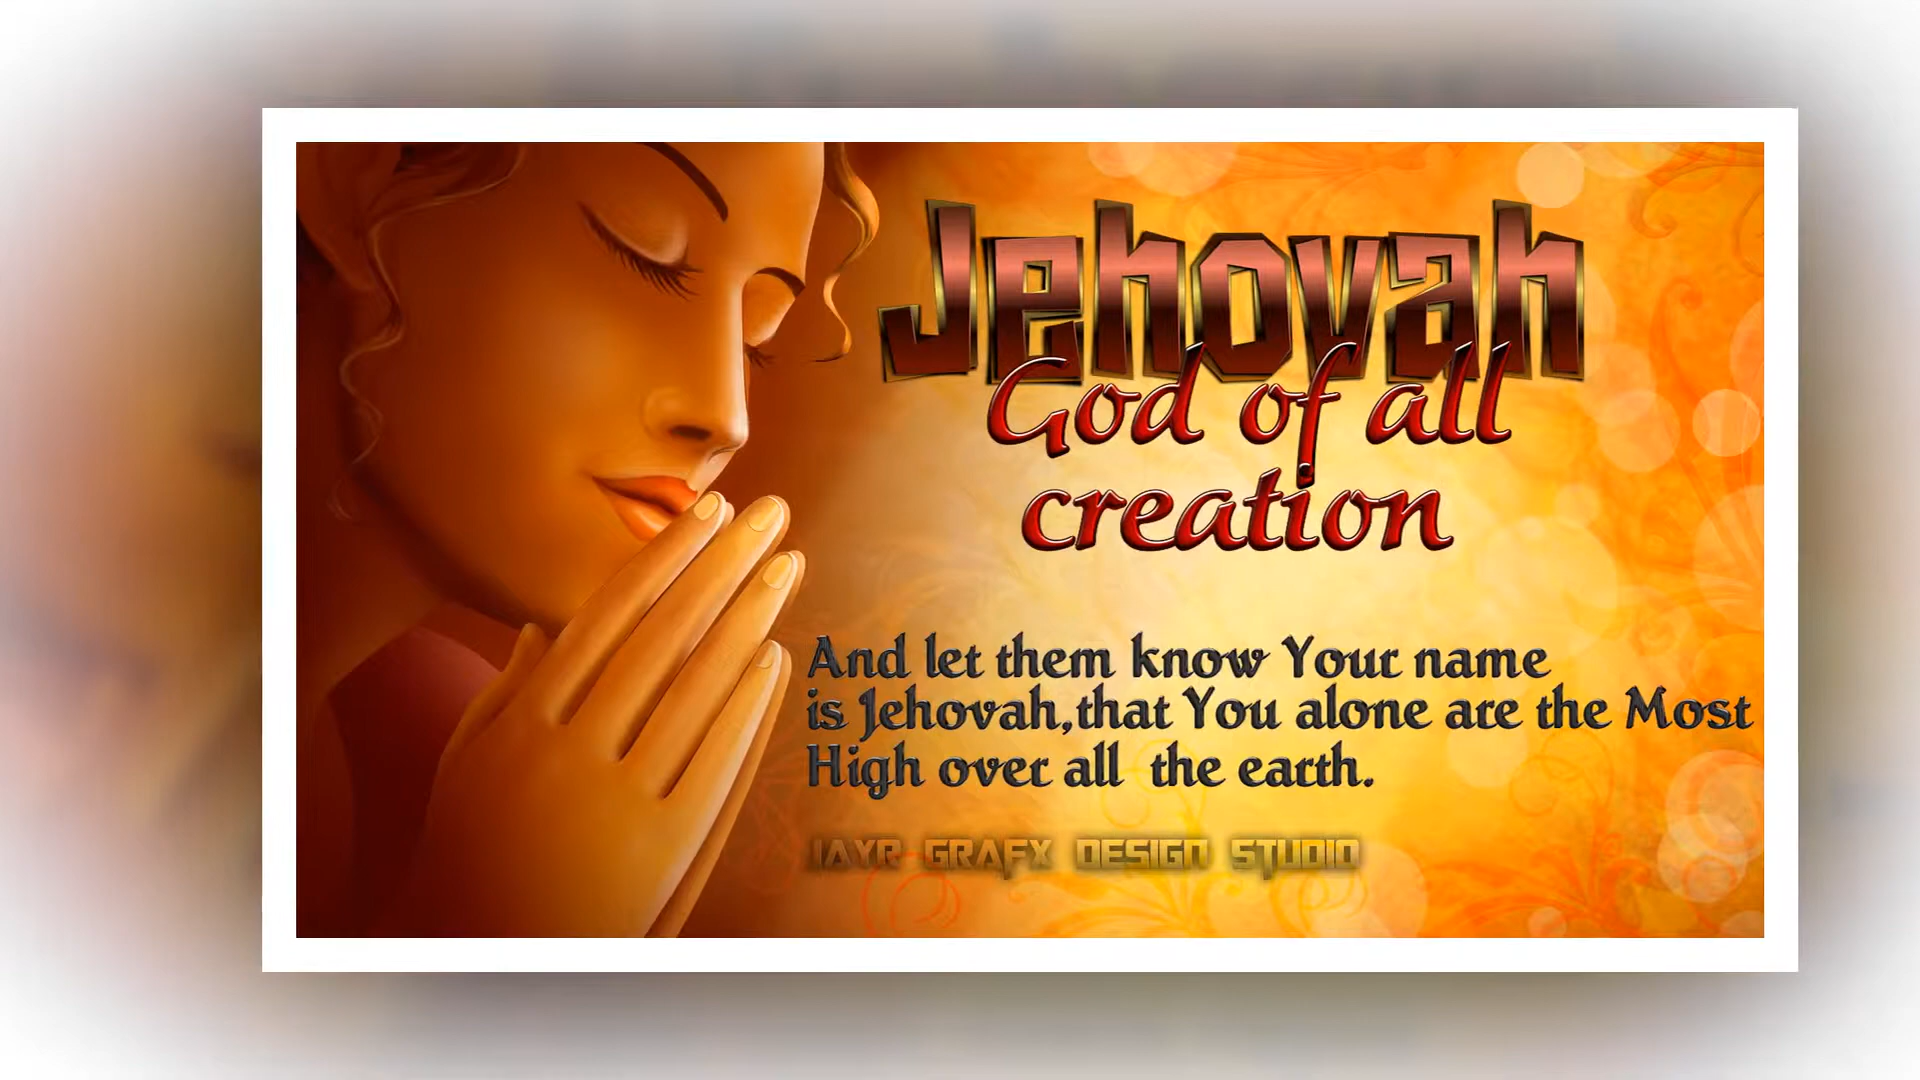 Jehovah
God of all
creation
And let them know Your name
is Jehovah,that You alone are the Most
High over all the earth.
JAYR GRAFX DESIGN STUDIO